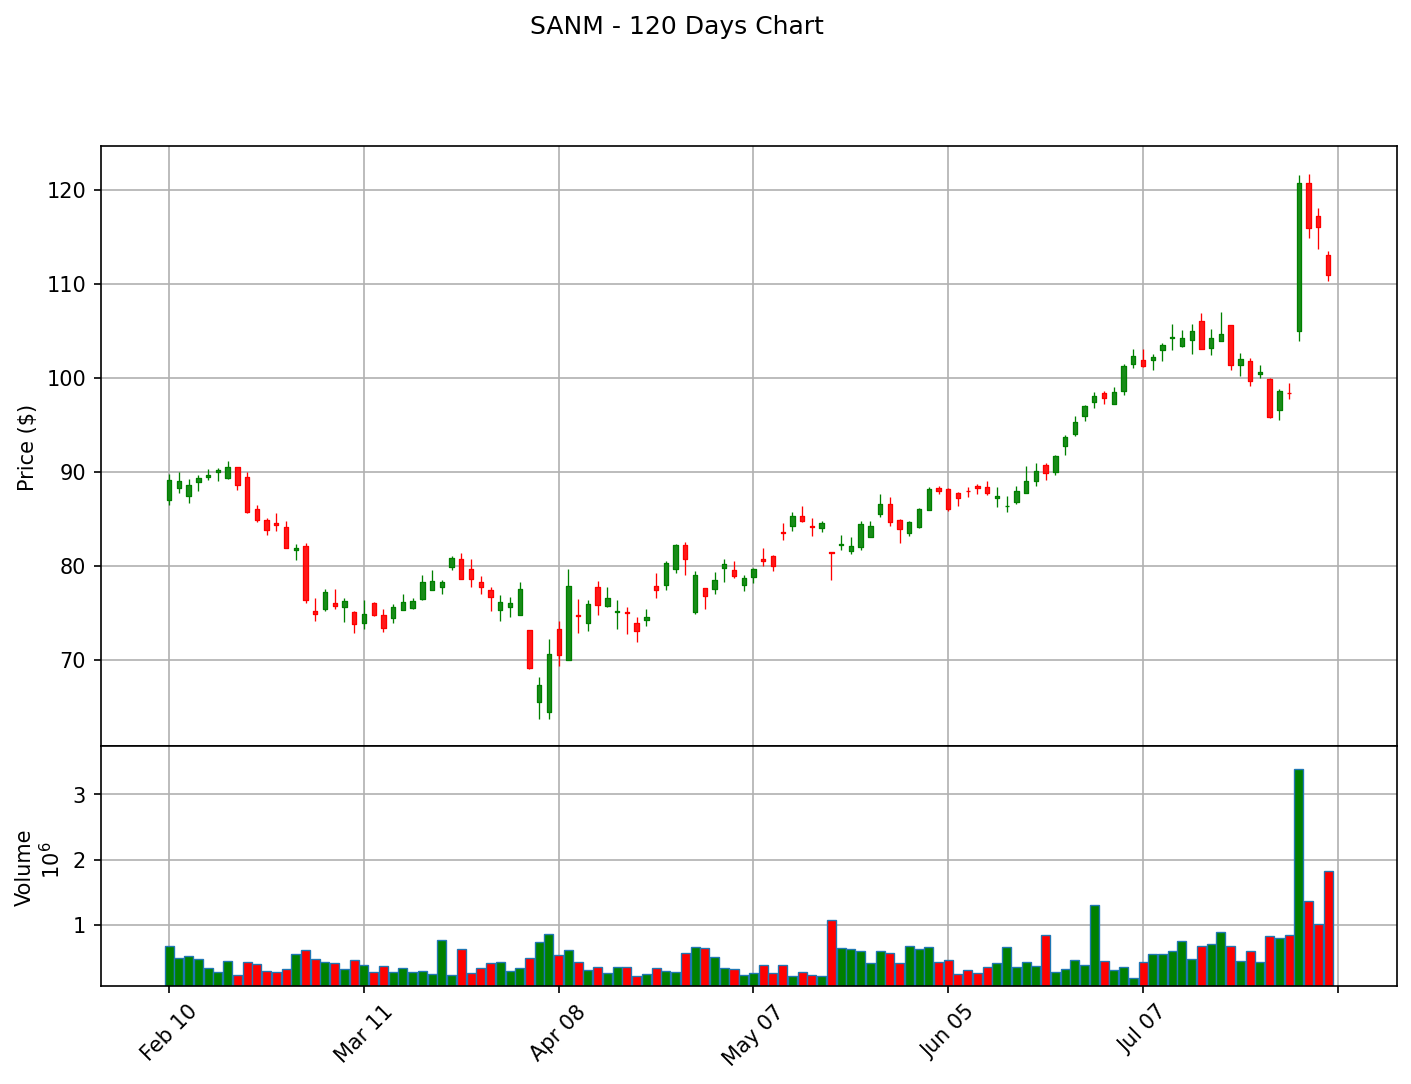 SANM - 120 Days Chart
Price ($)
120
110
100
90
80
70
Volume
10^6
3
2
1
Feb 10
Mar 11
Apr 08
May 07
Jun 05
Jul 07